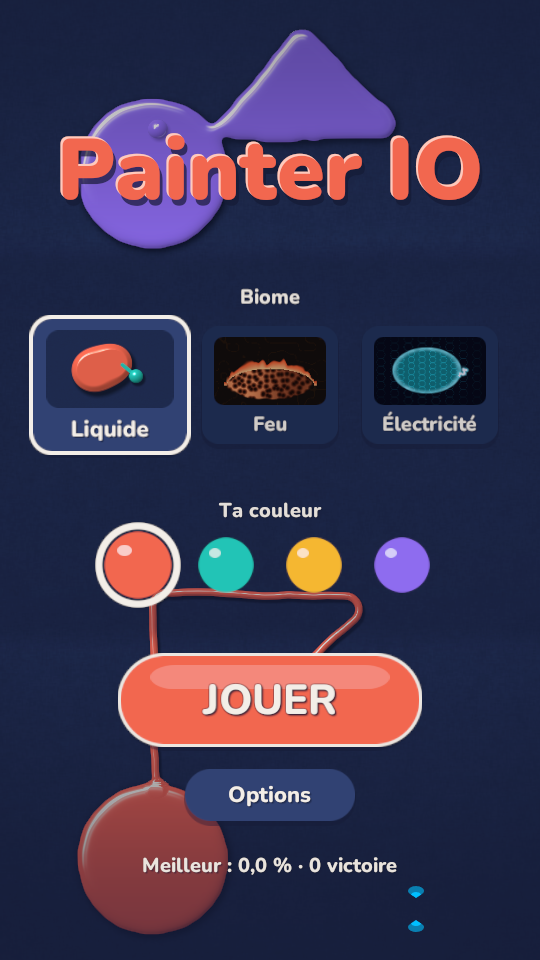 Painter IO
Biome
Liquide
Feu
Électricité
Ta couleur
JOUER
Options
Meilleur : 0,0 % · 0 victoire